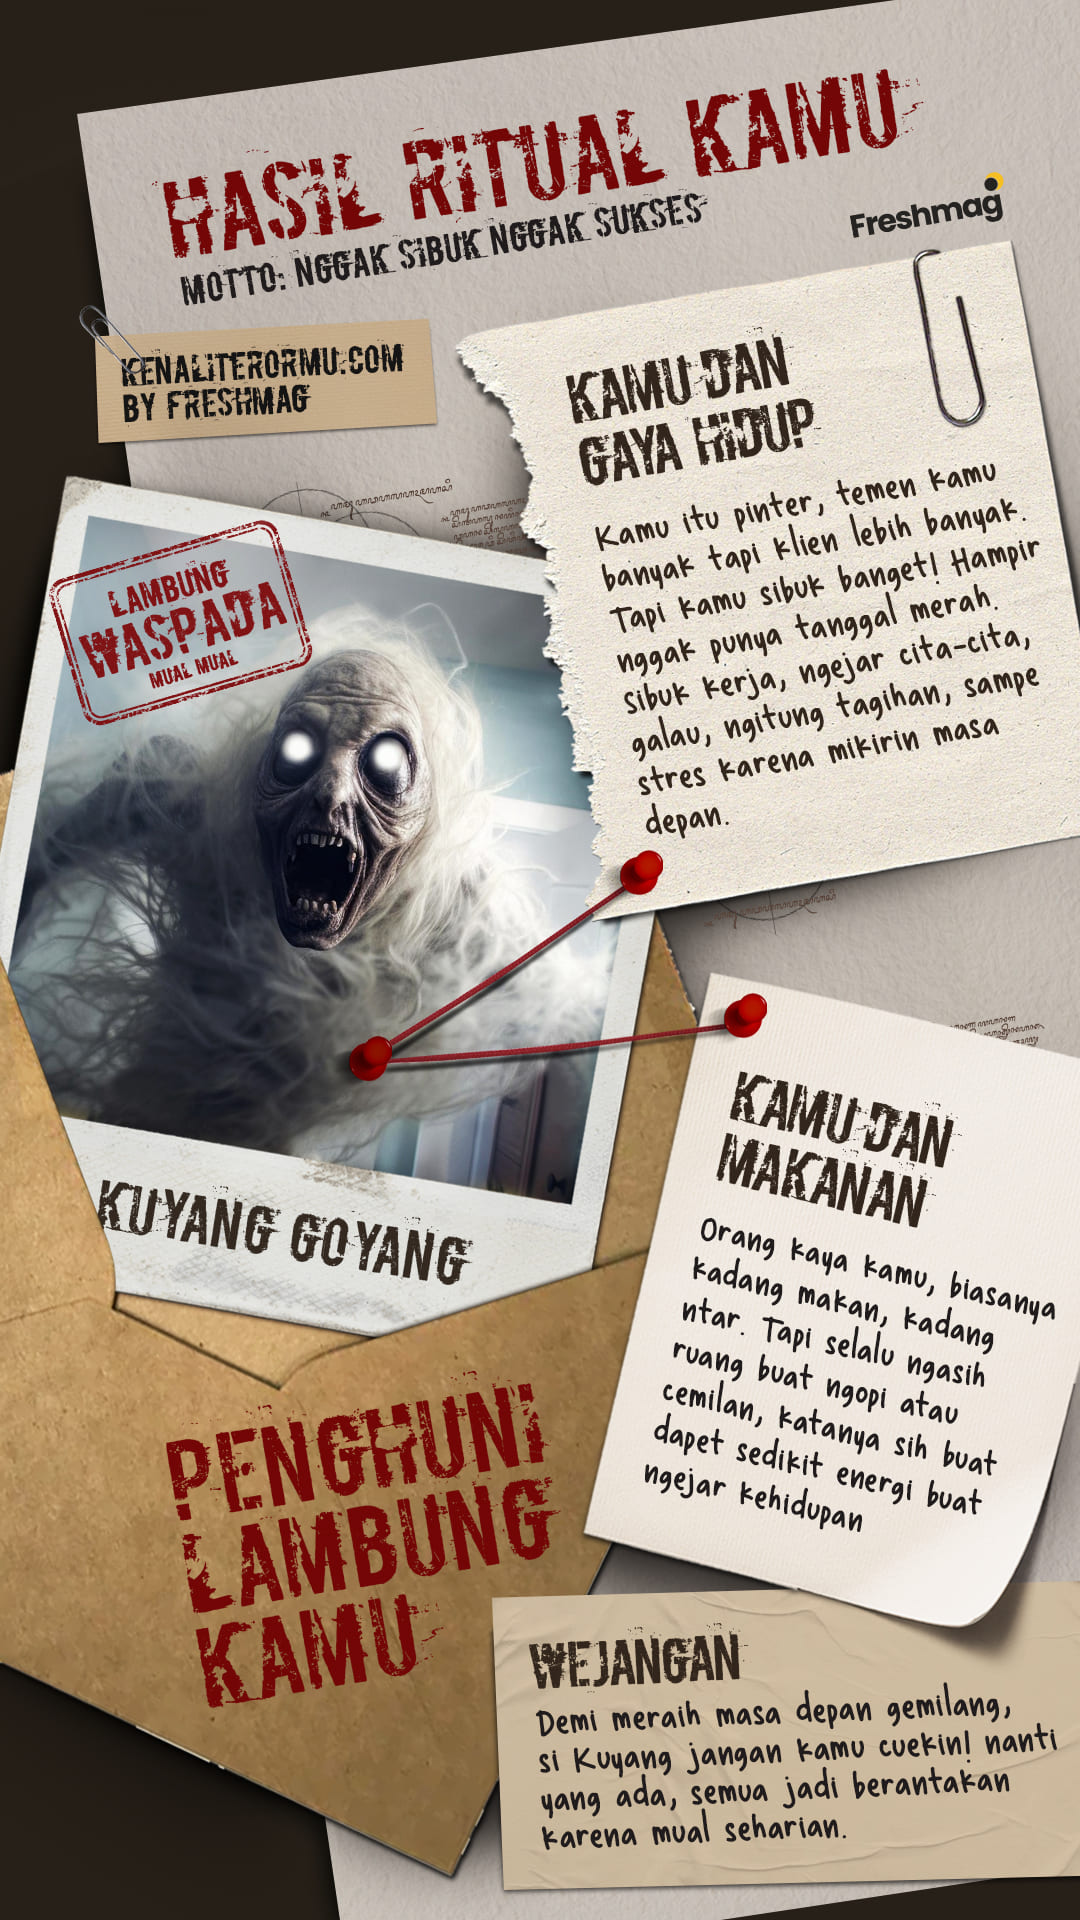 HASIL RITUAL KAMU
MOTTO: NGGAK SIBUK NGGAK SUKSES
Freshmag
KENALITERORMU.COM
BY FRESHMAG
KAMU DAN
GAYA HIDUP
Kamu itu pinter, temen kamu
banyak tapi klien lebih banyak.
Tapi kamu sibuk banget! Hampir
nggak punya tanggal merah.
sibuk kerja, ngejar cita-cita,
galau, ngitung tagihan, sampe
stres karena mikirin masa
depan.
LAMBUNG
WASPADA
MUAL MUAL
KUYANG GOYANG
KAMU DAN
MAKANAN
Orang kaya kamu, biasanya
kadang makan, kadang
ntar. Tapi selalu ngasih
ruang buat ngopi atau
cemilan, katanya sih buat
dapet sedikit energi buat
ngejar kehidupan
PENGHUNI
LAMBUNG
KAMU
WEJANGAN
Demi meraih masa depan gemilang,
si Kuyang jangan kamu cuekin! nanti
yang ada, semua jadi berantakan
karena mual seharian.